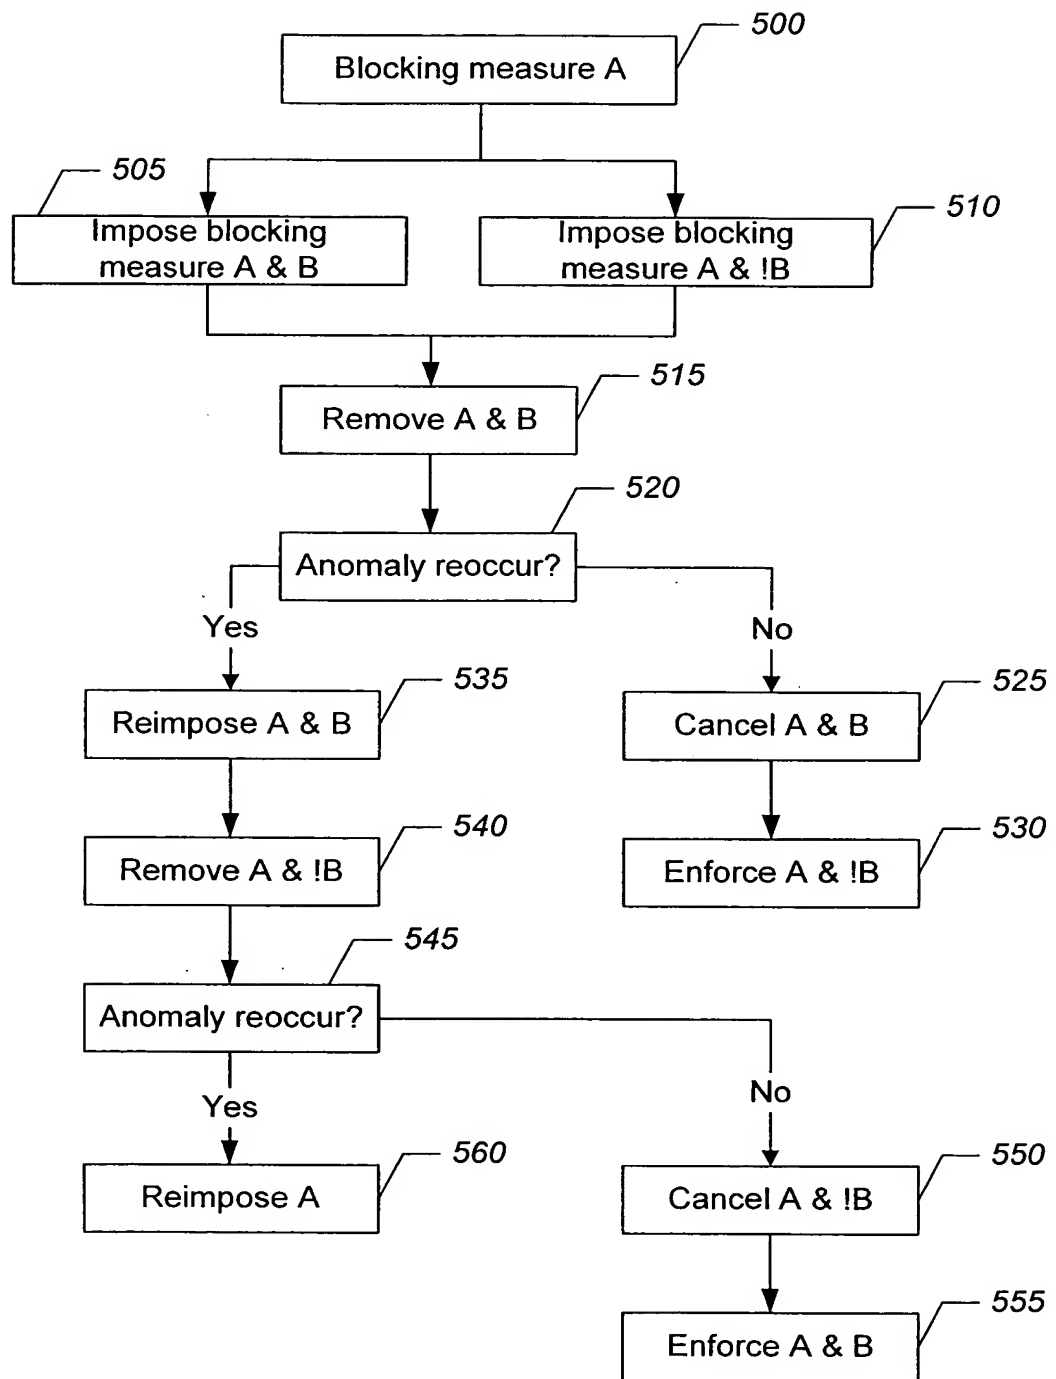 500
Blocking measure A
505
Impose blocking
measure A & B
510
Impose blocking
measure A & !B
515
Remove A & B
520
Anomaly reoccur?
Yes
No
535
Reimpose A & B
525
Cancel A & B
540
Remove A & !B
530
Enforce A & !B
545
Anomaly reoccur?
Yes
No
560
Reimpose A
550
Cancel A & !B
555
Enforce A & B